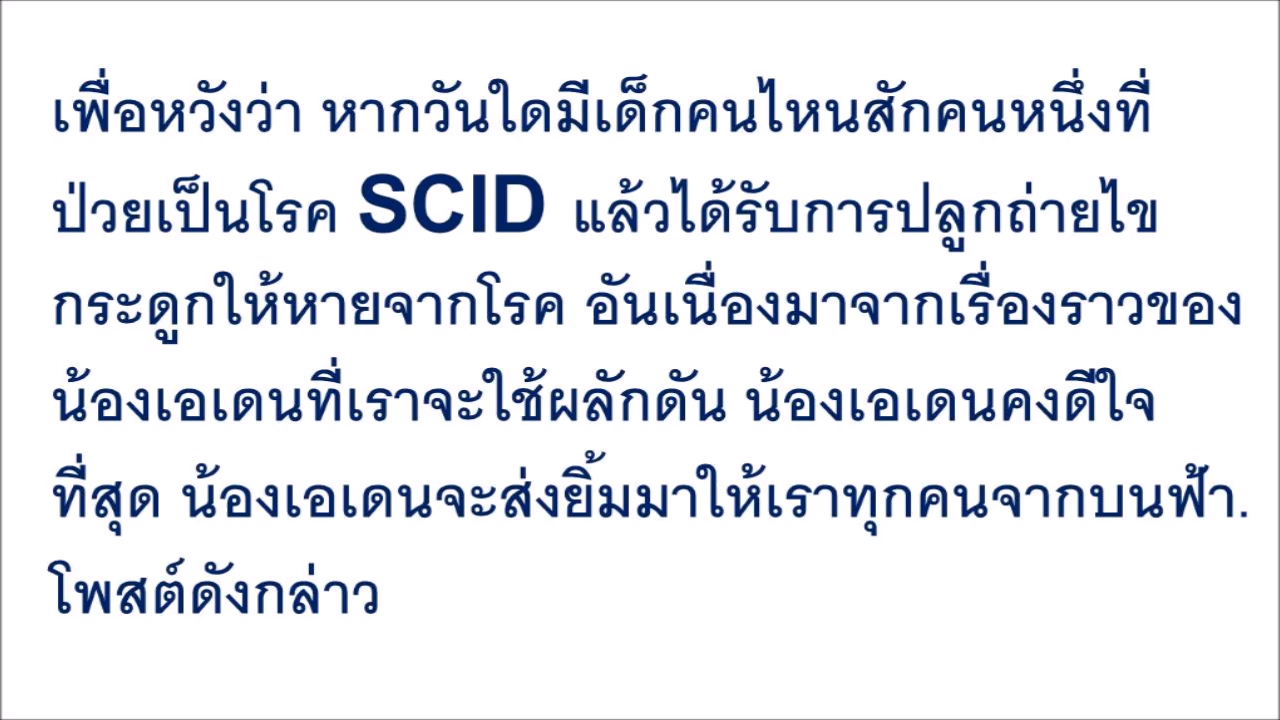 เพื่อหวังว่า หากวันใดมีเด็กคนไหนสักคนหนึ่งที่
ป่วยเป็นโรค SCID แล้วได้รับการปลูกถ่ายไข
กระดูกให้หายจากโรค อันเนื่องมาจากเรื่องราวของ
น้องเอเดนที่เราจะใช้ผลักดัน น้องเอเดนคงดีใจ
ที่สุด น้องเอเดนจะส่งยิ้มมาให้เราทุกคนจากบนฟ้า.
โพสต์ดังกล่าว